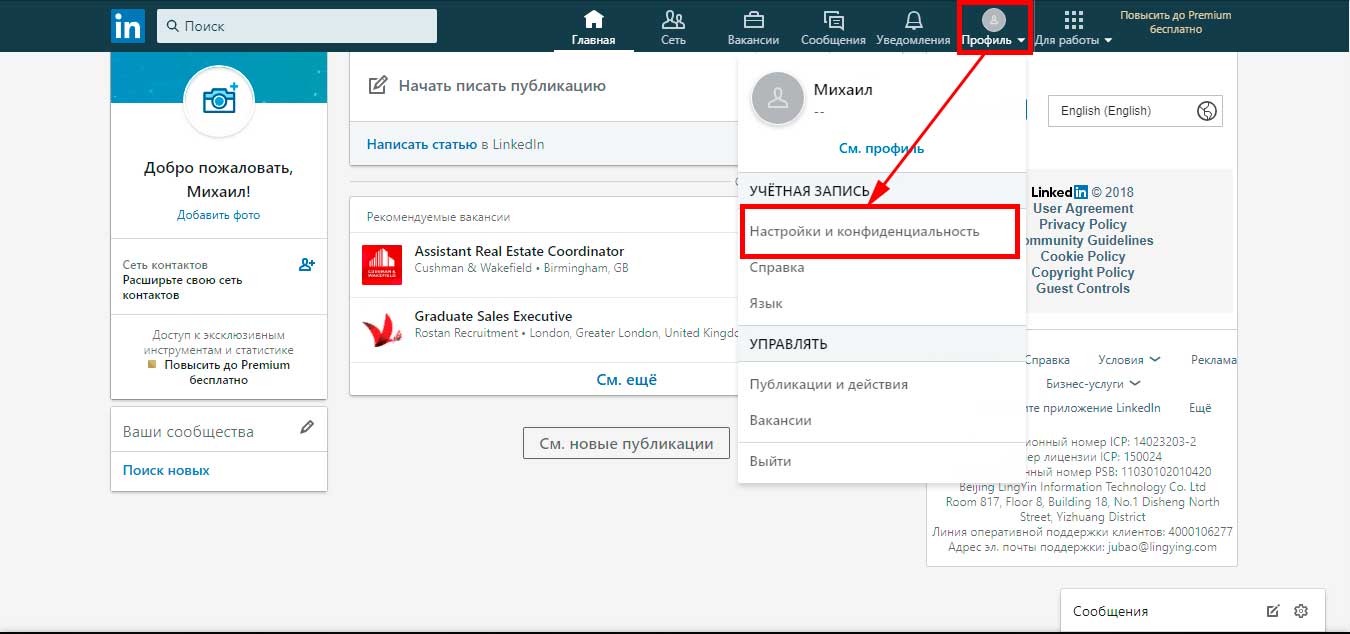 in
Поиск
Главная
Сеть
Вакансии
Сообщения
Уведомления
Профиль
Для работы
Повысить до Premium
бесплатно
Добро пожаловать,
Михаил!
Добавить фото
Сеть контактов
Расширьте свою сеть
контактов
Доступ к эксклюзивным
инструментам и статистике
Повысить до Premium
бесплатно
Ваши сообщества
Поиск новых
Начать писать публикацию
Написать статью в LinkedIn
Рекомендуемые вакансии
Assistant Real Estate Coordinator
Cushman & Wakefield • Birmingham, GB
CUSHMAN &
WAKEFIELD
Graduate Sales Executive
Rostan Recruitment • London, Greater London, United Kingdo
См. ещё
См. новые публикации
Михаил
--
См. профиль
УЧЁТНАЯ ЗАПИСЬ
Настройки и конфиденциальность
Справка
Язык
УПРАВЛЯТЬ
Публикации и действия
Вакансии
Выйти
English (English)
Linkedin © 2018
User Agreement
Privacy Policy
ommunity Guidelines
Cookie Policy
Copyright Policy
Guest Controls
Справка Условия Реклама
Бизнес-услуги
те приложение LinkedIn Ещё
ионный номер ICP: 14023203-2
ер лицензии ICP: 150024
нный номер PSB: 11030102010420
Beijing LingYin Information Technology Co. Ltd
Room 817, Floor 8, Building 18, No.1 Disheng North
Street, Yizhuang District
Линия оперативной поддержки клиентов: 4000106277
Адрес эл. почты поддержки: jubao@lingying.com
Сообщения